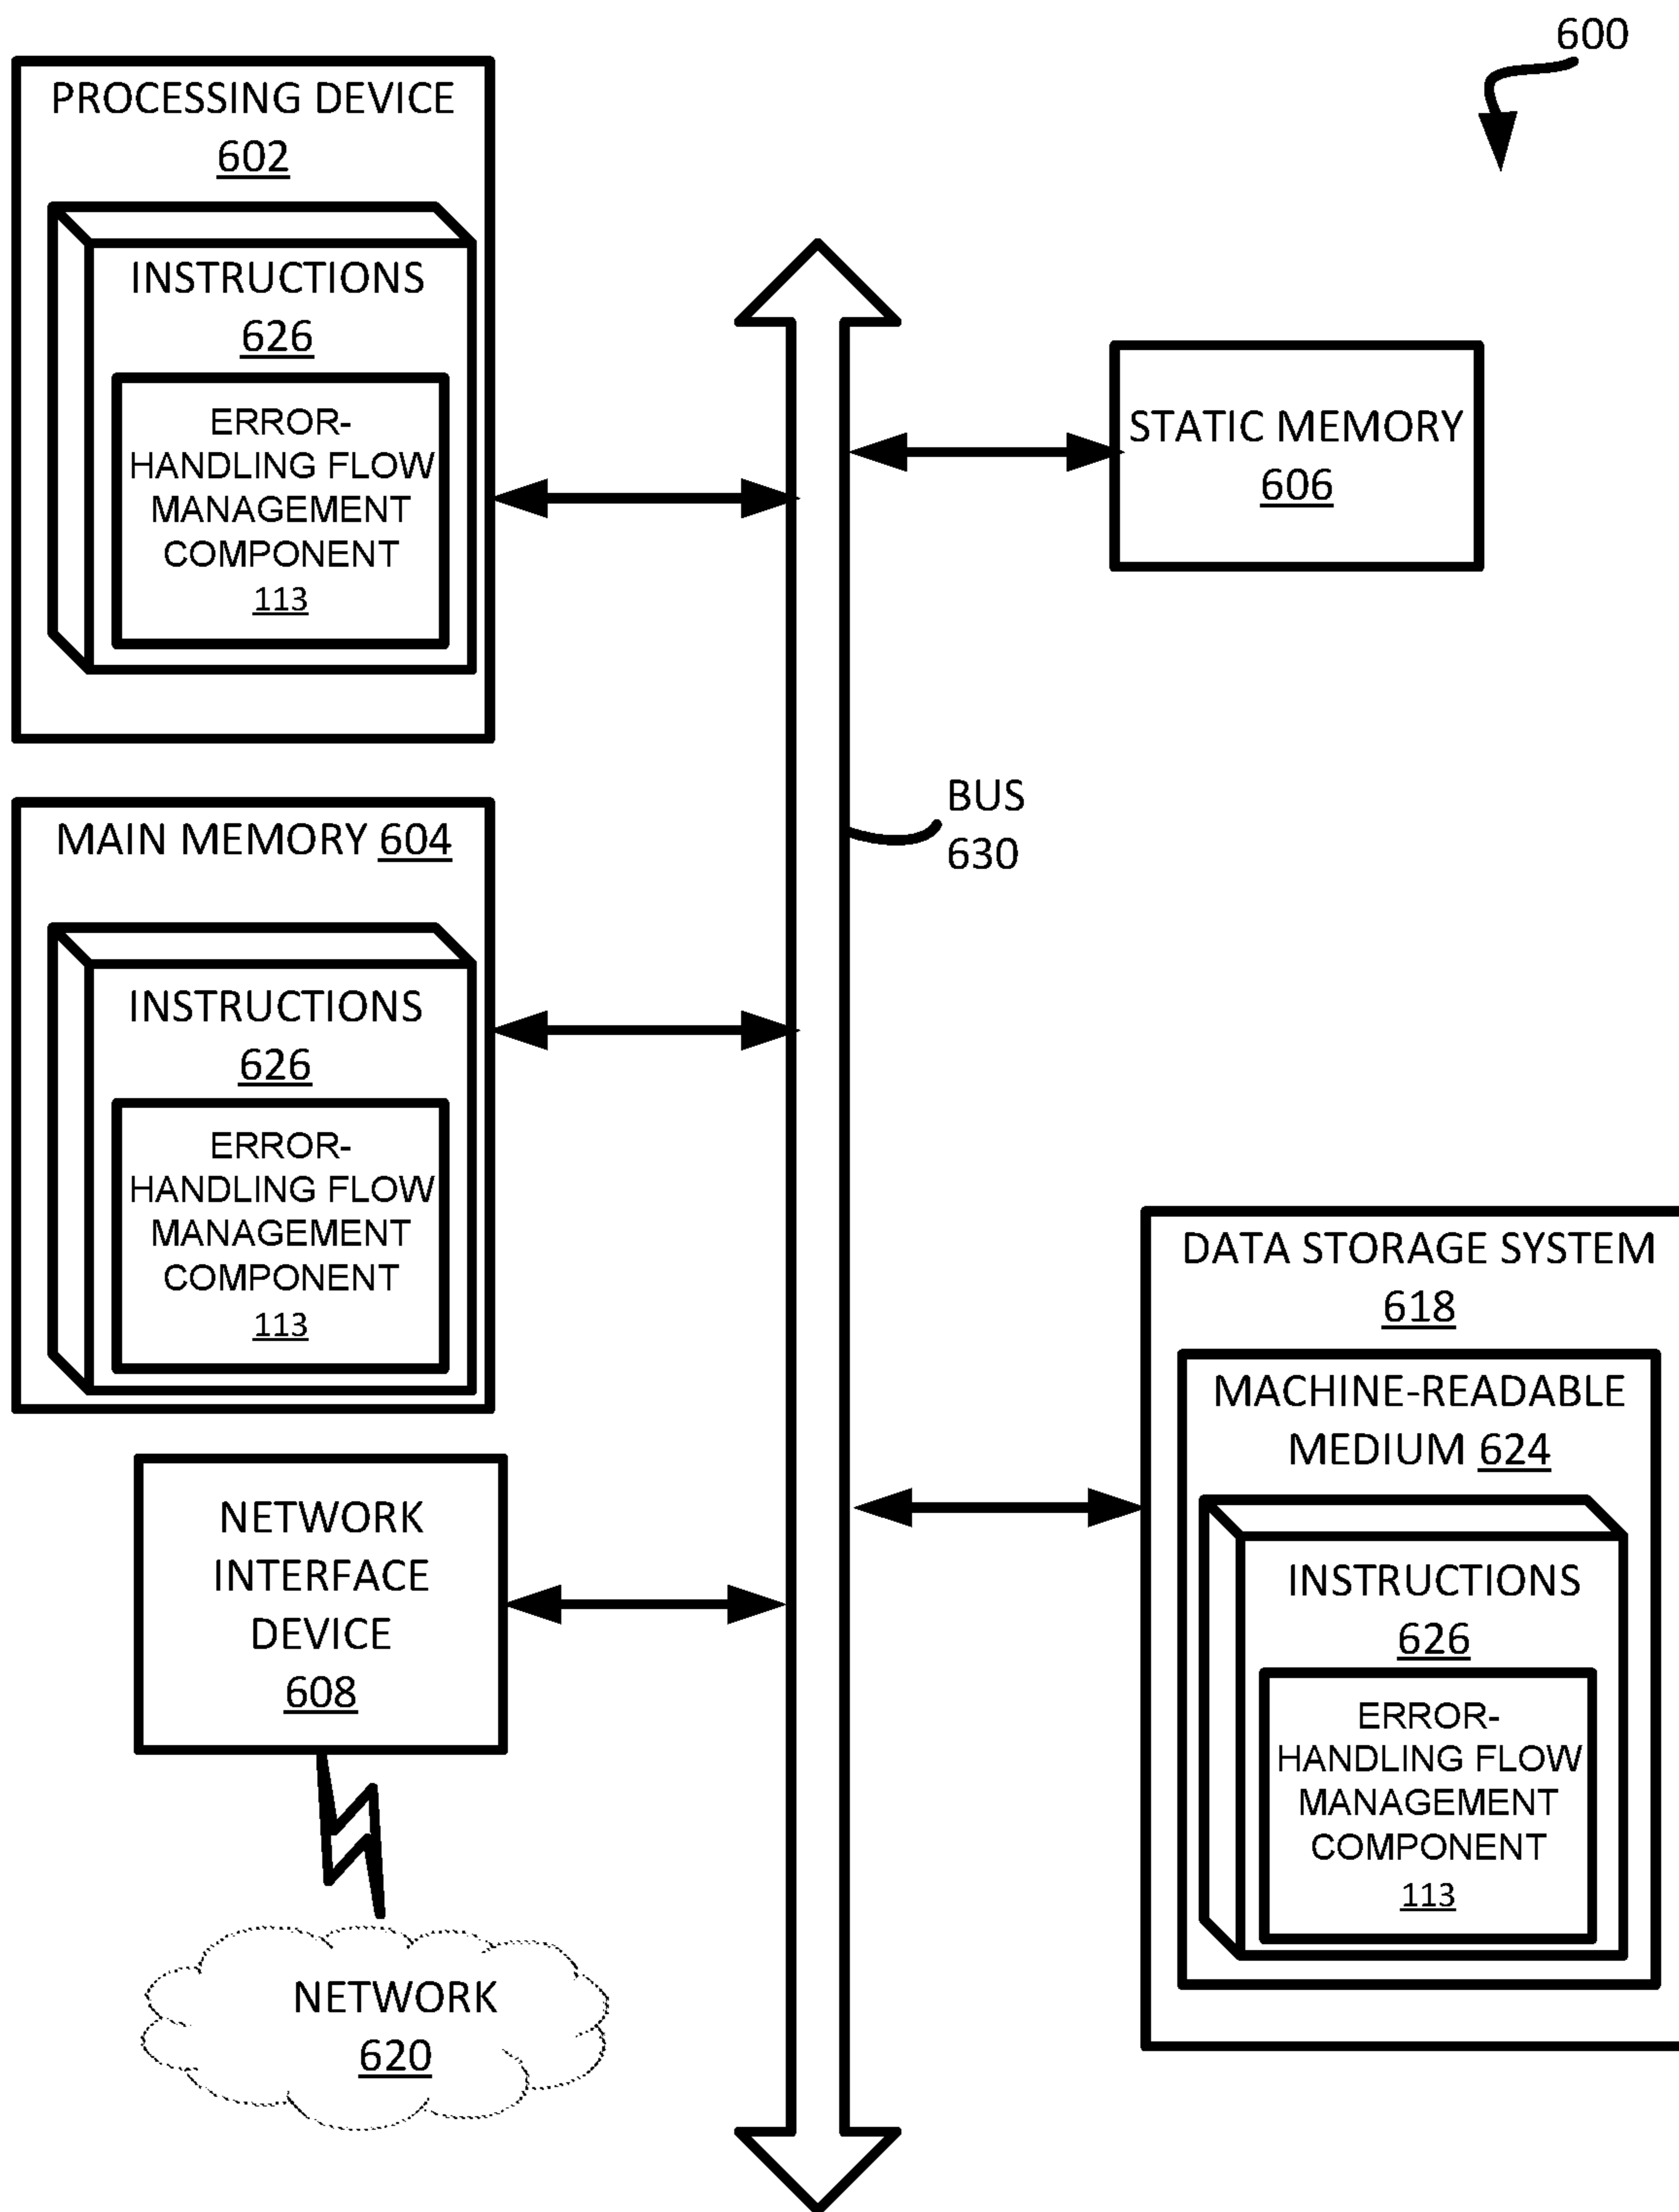 600
PROCESSING DEVICE
602
INSTRUCTIONS
626
ERROR-
HANDLING FLOW
MANAGEMENT
COMPONENT
113
STATIC MEMORY
606
BUS
630
MAIN MEMORY 604
INSTRUCTIONS
626
ERROR-
HANDLING FLOW
MANAGEMENT
COMPONENT
113
NETWORK
INTERFACE
DEVICE
608
NETWORK
620
DATA STORAGE SYSTEM
618
MACHINE-READABLE
MEDIUM 624
INSTRUCTIONS
626
ERROR-
HANDLING FLOW
MANAGEMENT
COMPONENT
113